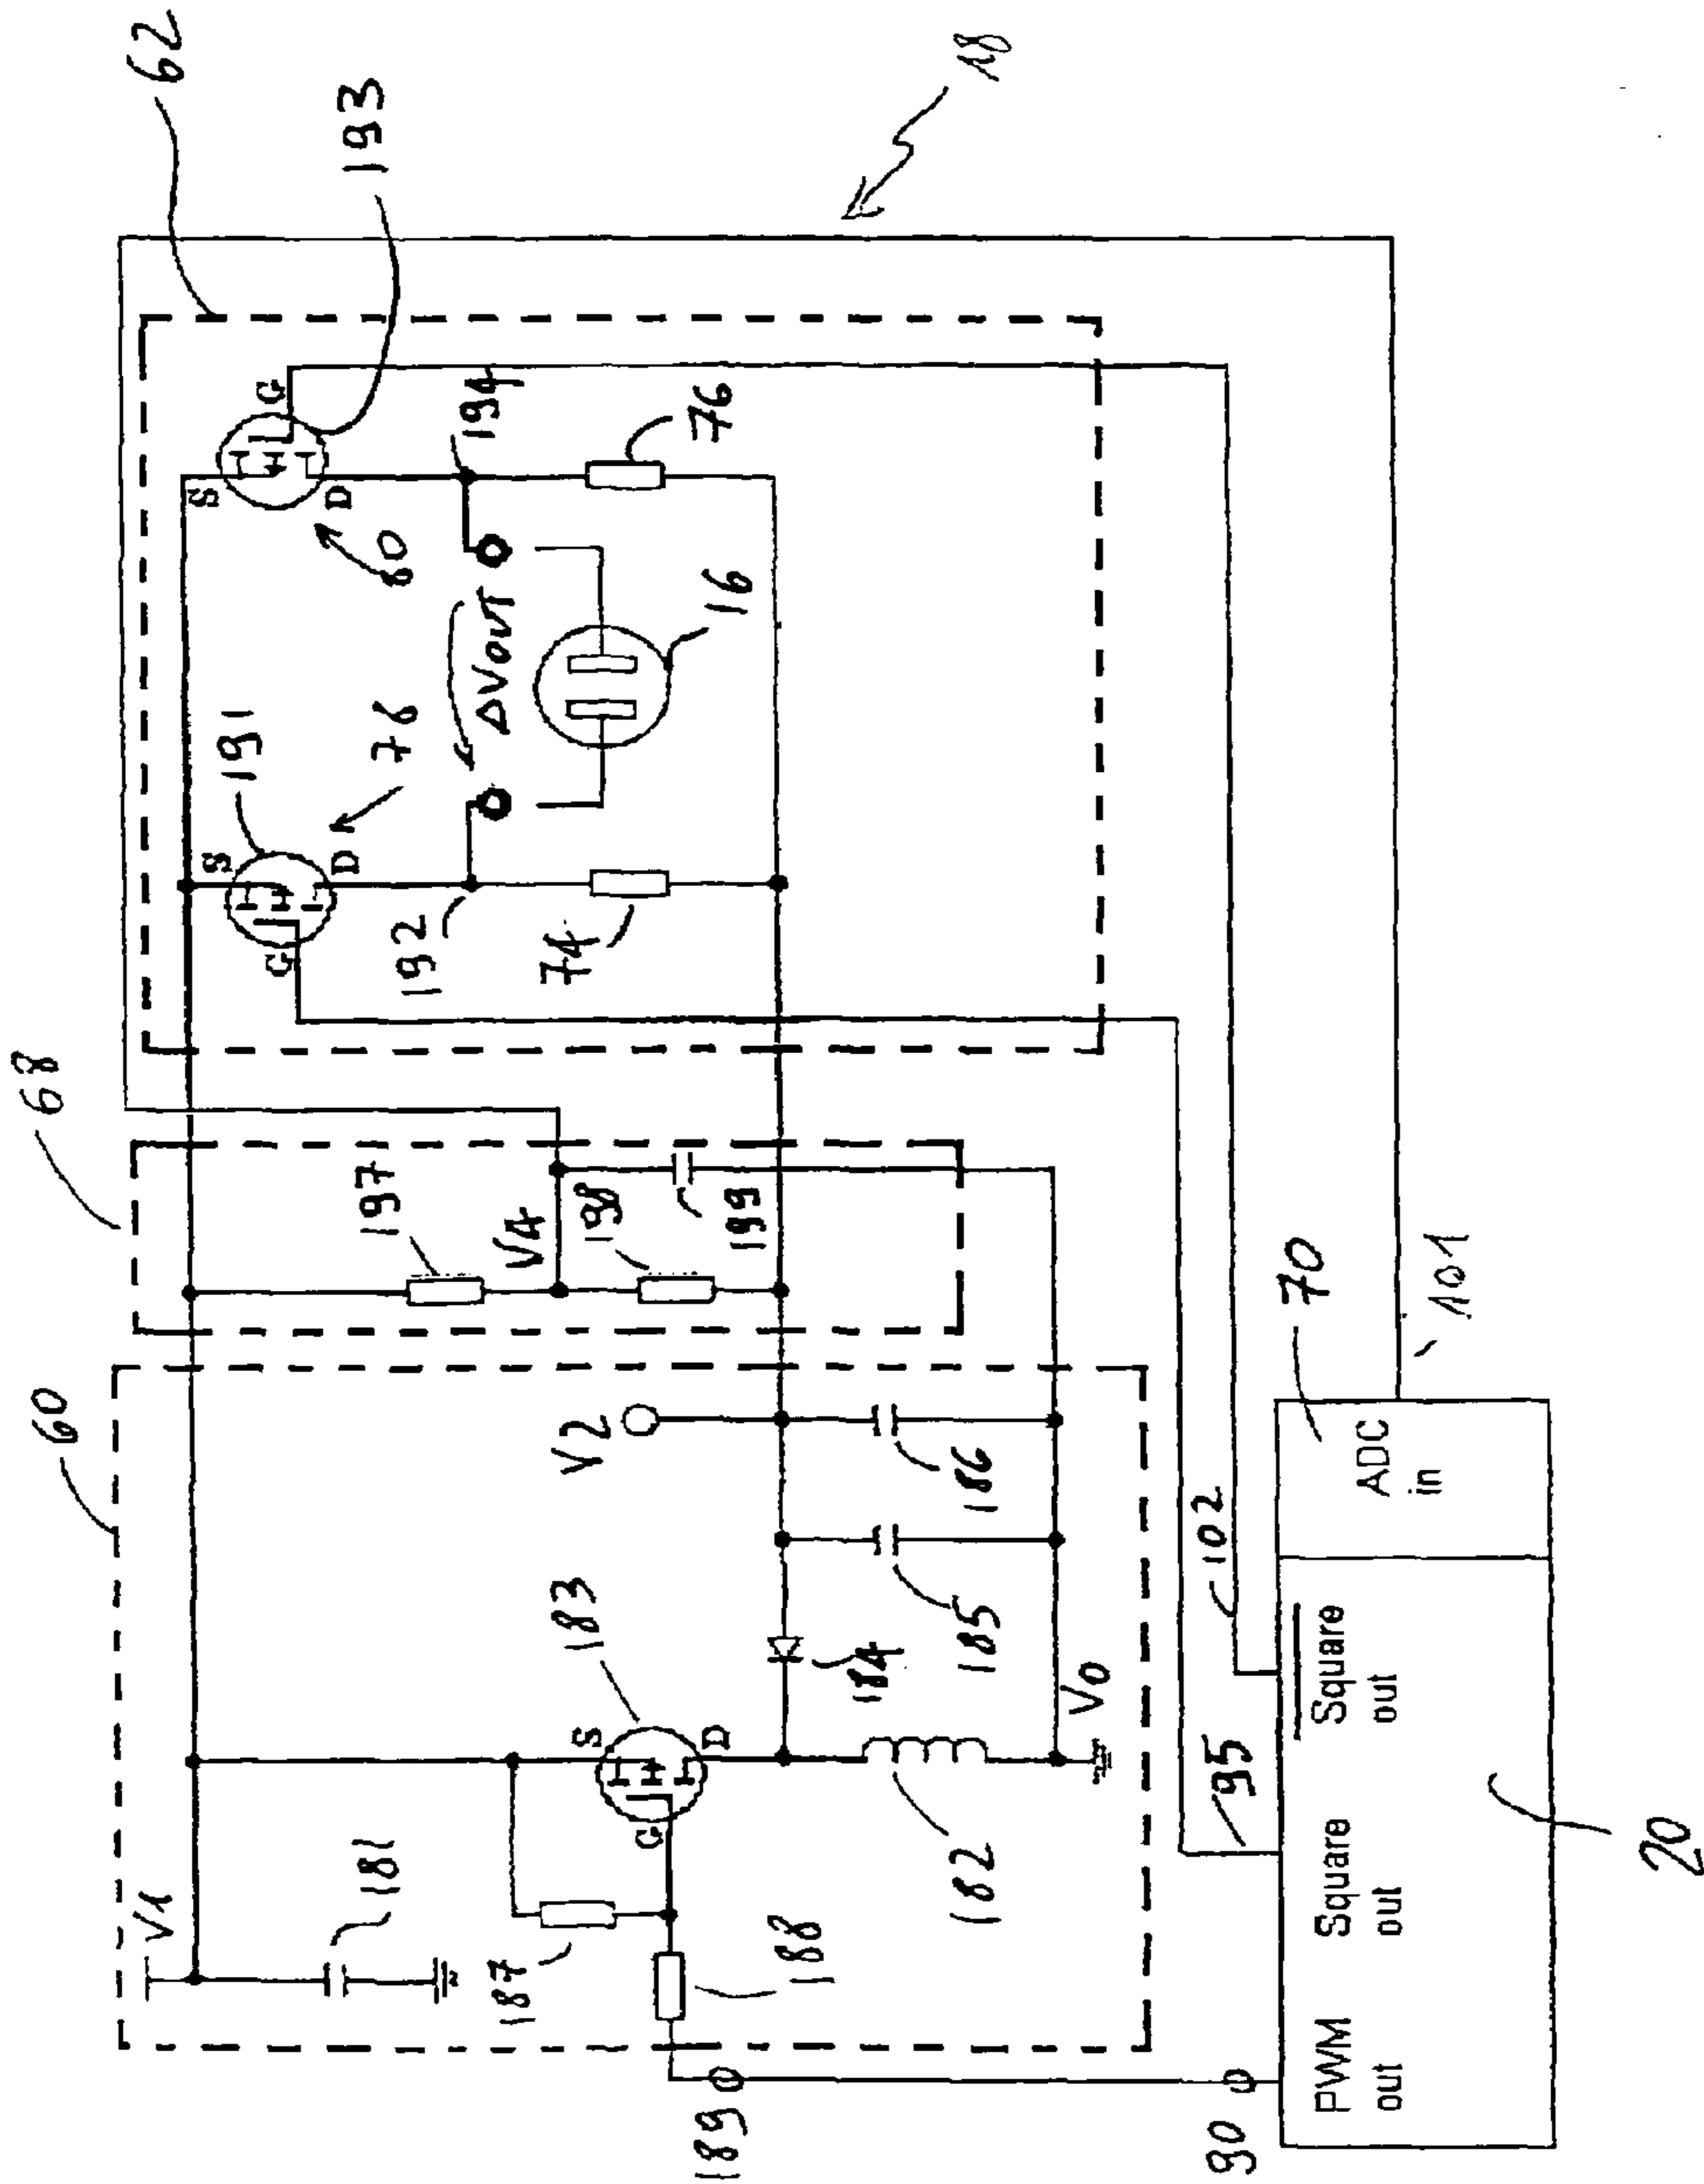 62
193
18
60
V1
181
187
188
189
183
S
D
G
182
184
185
186
V2
V0
68
197
V4
198
199
191
S
D
G
76
192
74
ΔVout
16
S
D
G
80
194
76
90
95
102
101
70
20
PWM out
Square out
Square out
ADC in